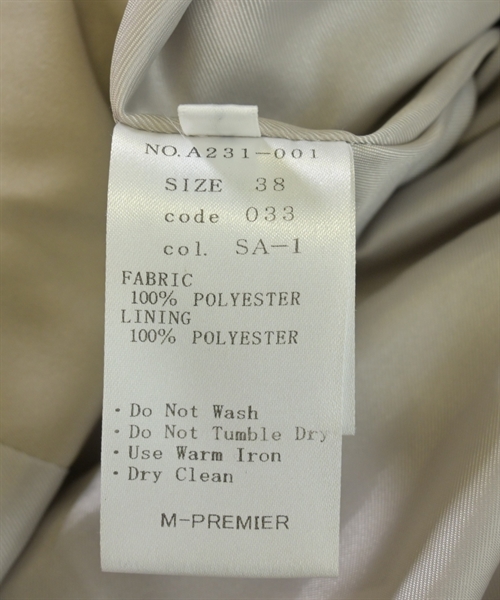 NO.A231-001
SIZE 38
code 033
col. SA-1
FABRIC
100% POLYESTER
LINING
100% POLYESTER
・Do Not Wash
・Do Not Tumble Dry
・Use Warm Iron
・Dry Clean
M-PREMIER